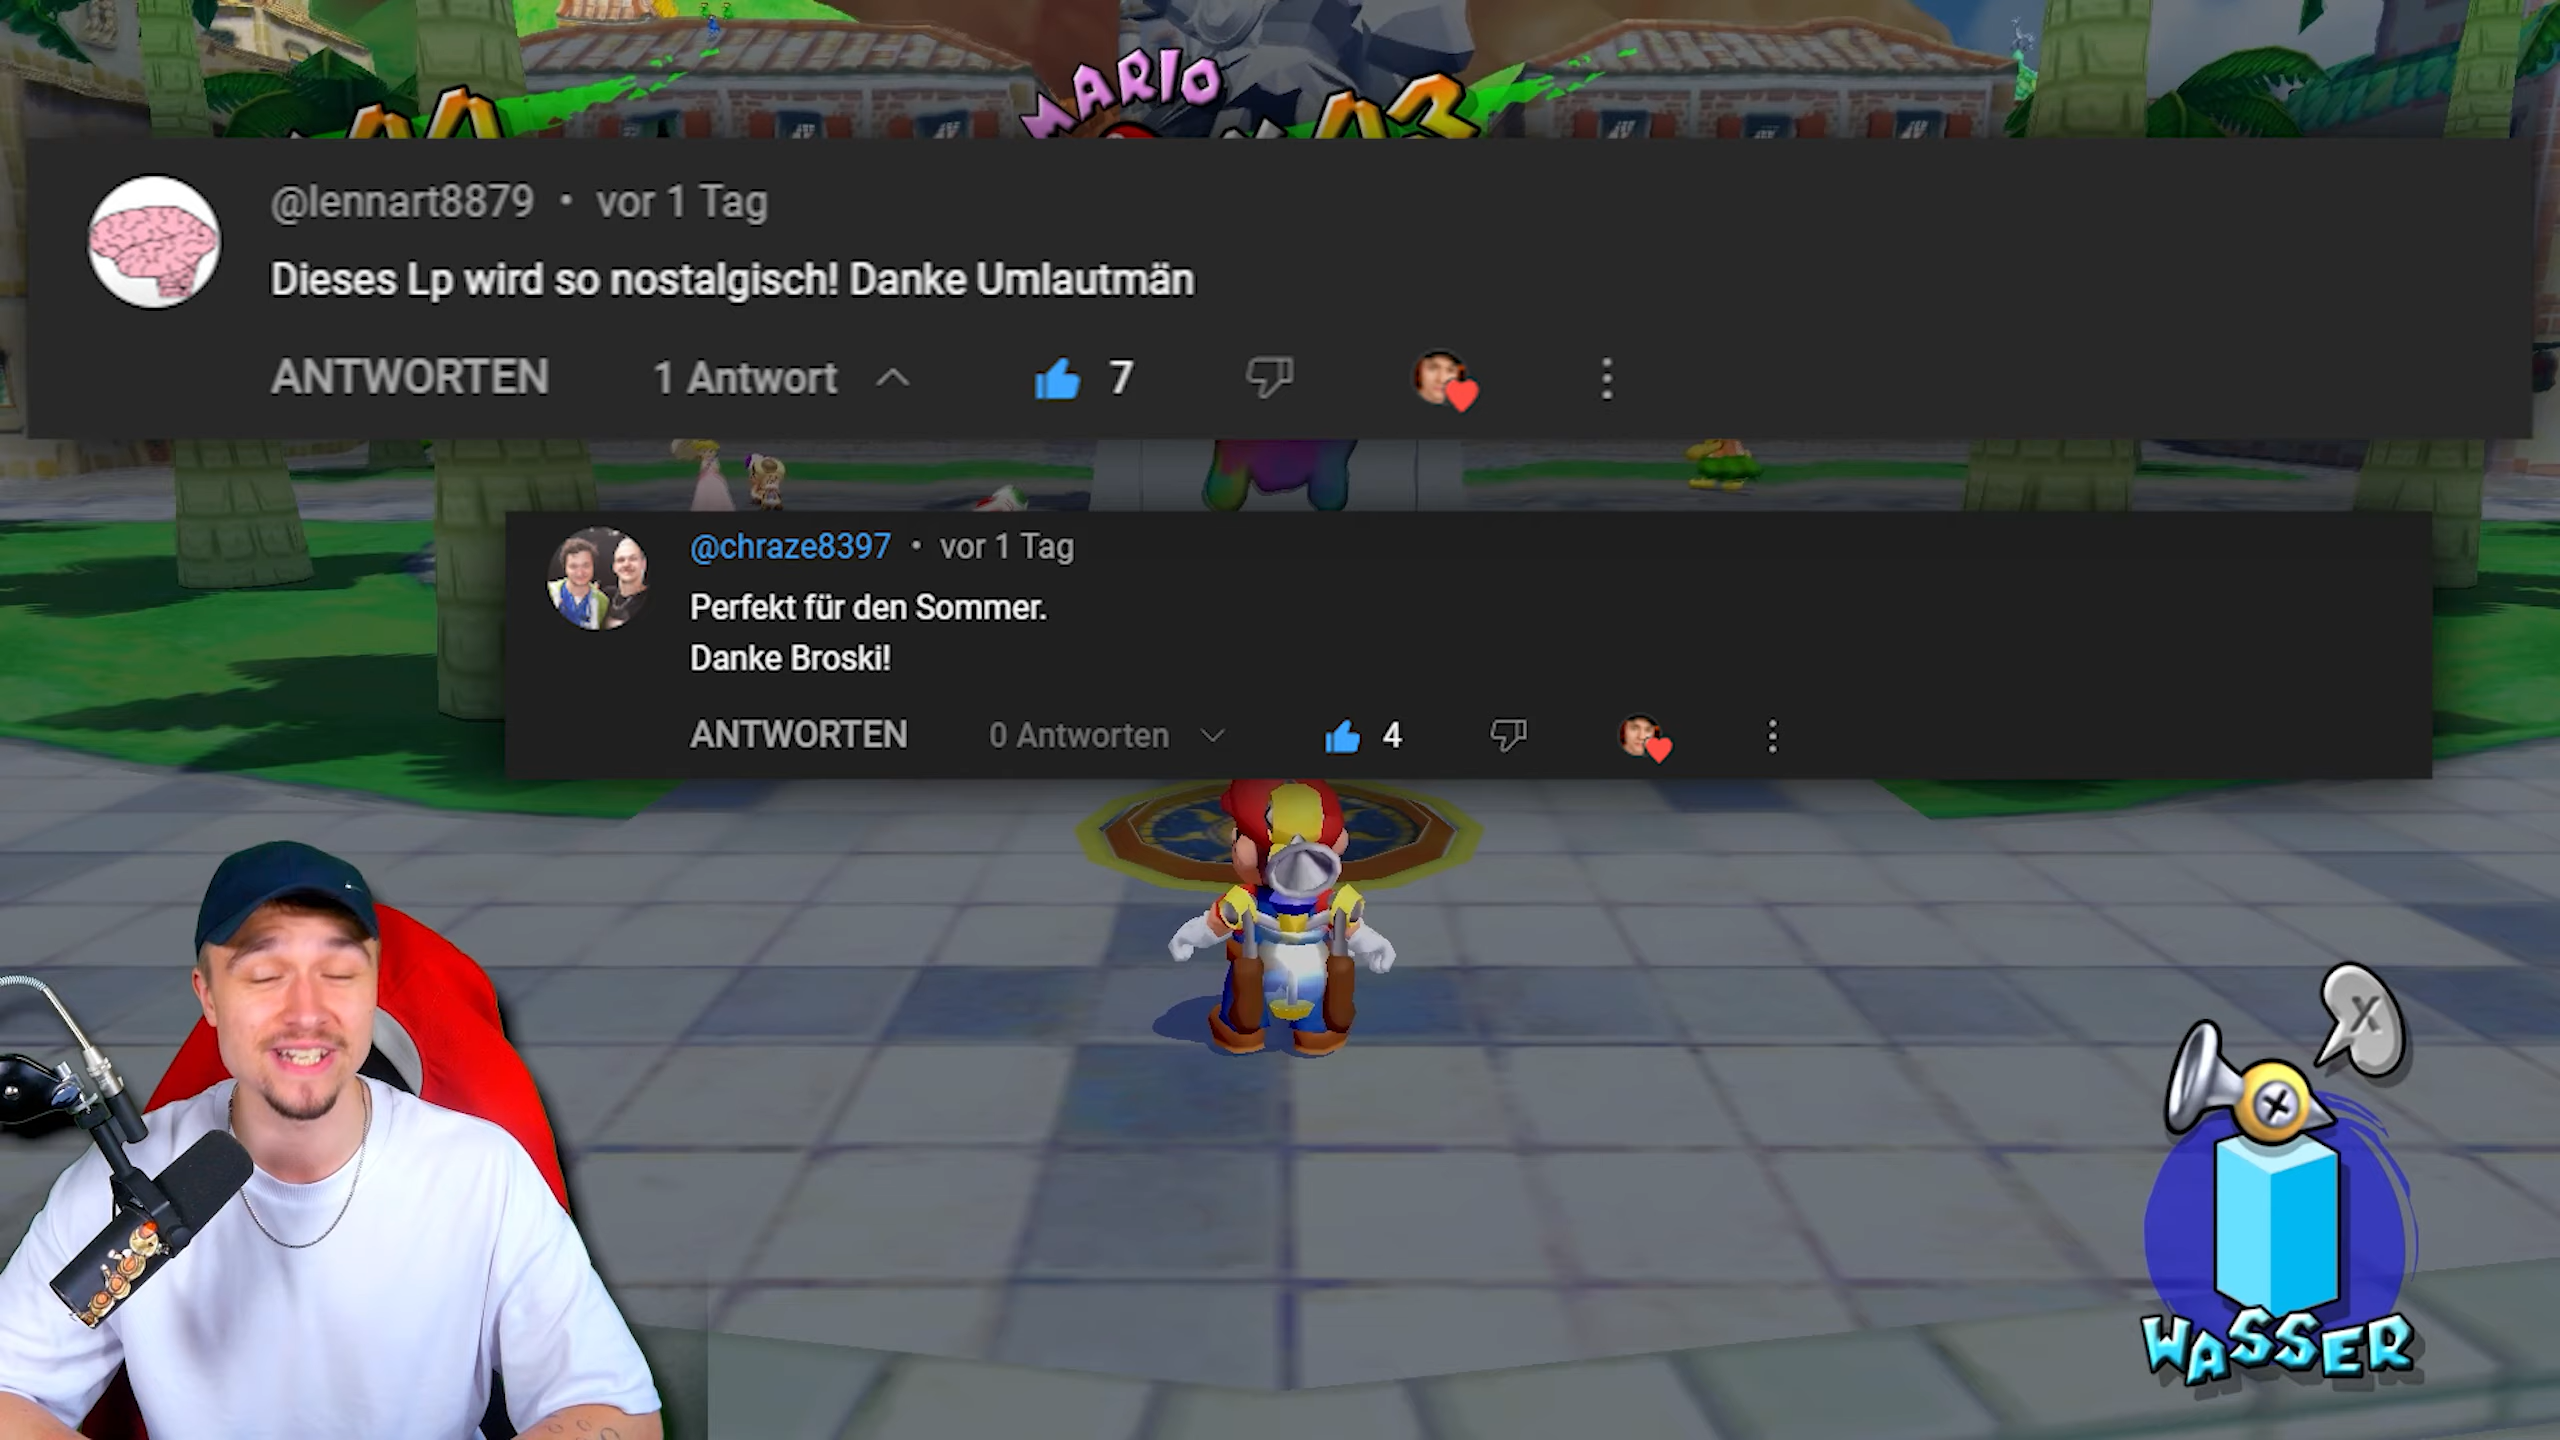 MARIO
@lennart8879 • vor 1 Tag
Dieses Lp wird so nostalgisch! Danke Umlautmän
ANTWORTEN 1 Antwort 7
@chraze8397 • vor 1 Tag
Perfekt für den Sommer.
Danke Broski!
ANTWORTEN 0 Antworten 4
X
WASSER